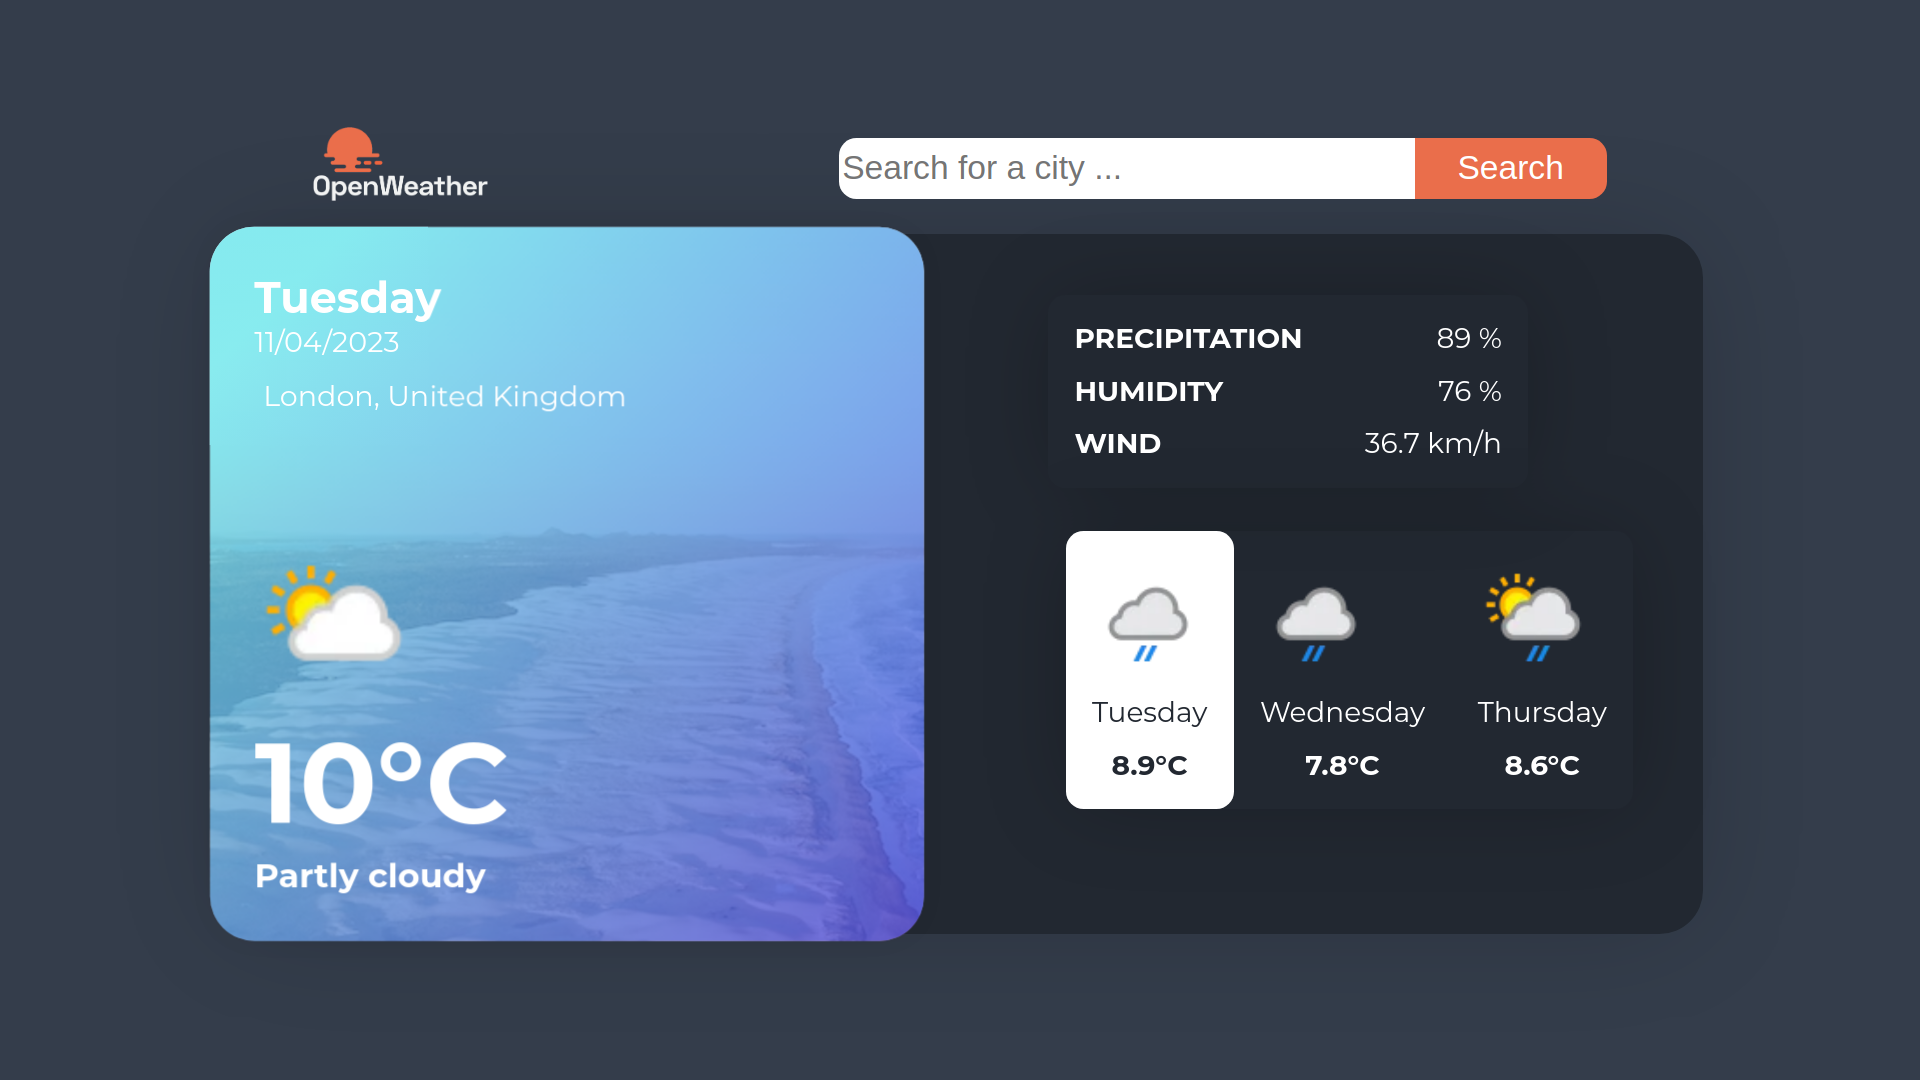 OpenWeather
Search for a city ...
Search
Tuesday
11/04/2023
London, United Kingdom
10°C
Partly cloudy
PRECIPITATION 89 %
HUMIDITY 76 %
WIND 36.7 km/h
Tuesday Wednesday Thursday
8.9°C 7.8°C 8.6°C